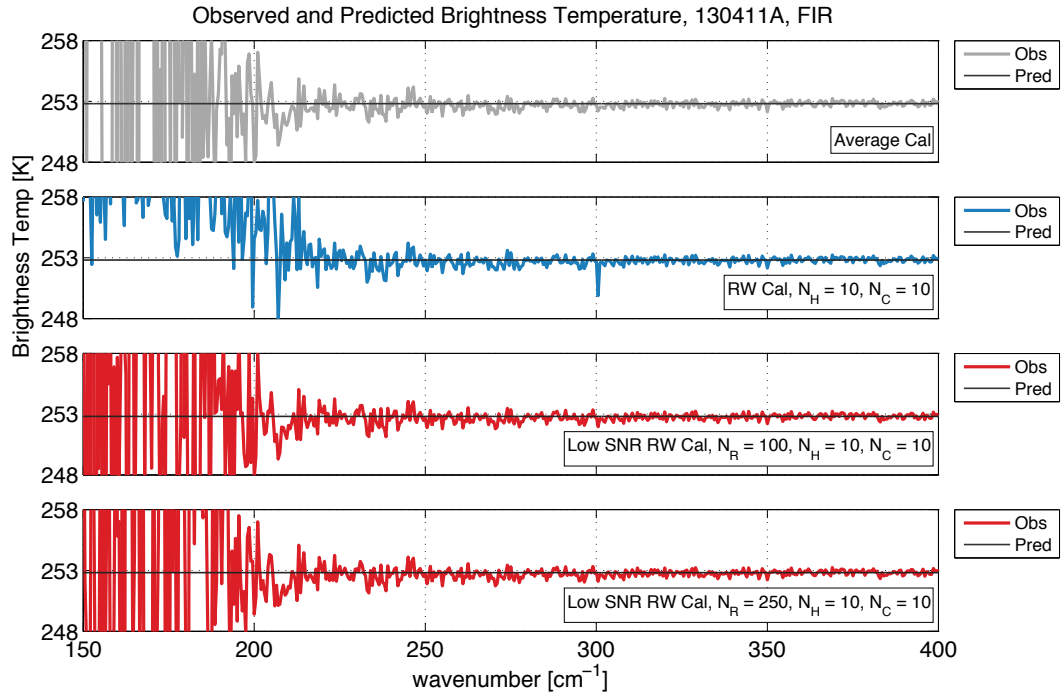 Observed and Predicted Brightness Temperature, 130411A, FIR
Brightness Temp [K]
258
253
248
Obs
Pred
Average Cal
258
253
248
Obs
Pred
RW Cal, N_H = 10, N_C = 10
258
253
248
Obs
Pred
Low SNR RW Cal, N_R = 100, N_H = 10, N_C = 10
258
253
248
Obs
Pred
Low SNR RW Cal, N_R = 250, N_H = 10, N_C = 10
150 200 250 300 350 400
wavenumber [cm⁻¹]